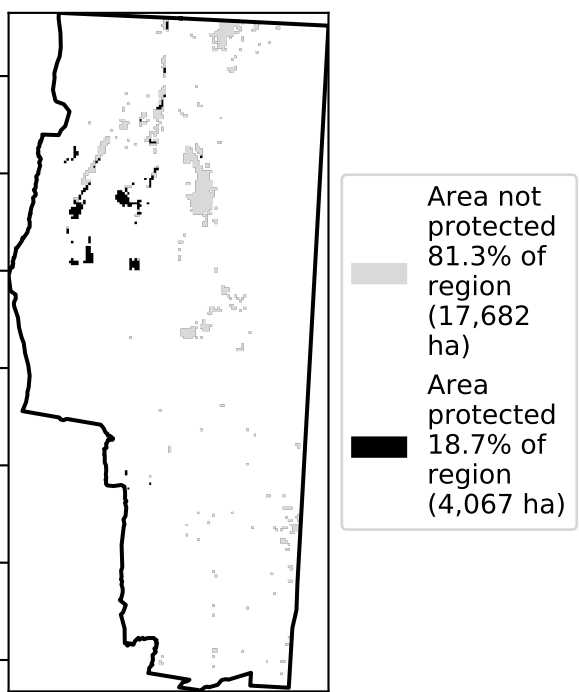 Area not
protected
81.3% of
region
(17,682
ha)
Area
protected
18.7% of
region
(4,067 ha)